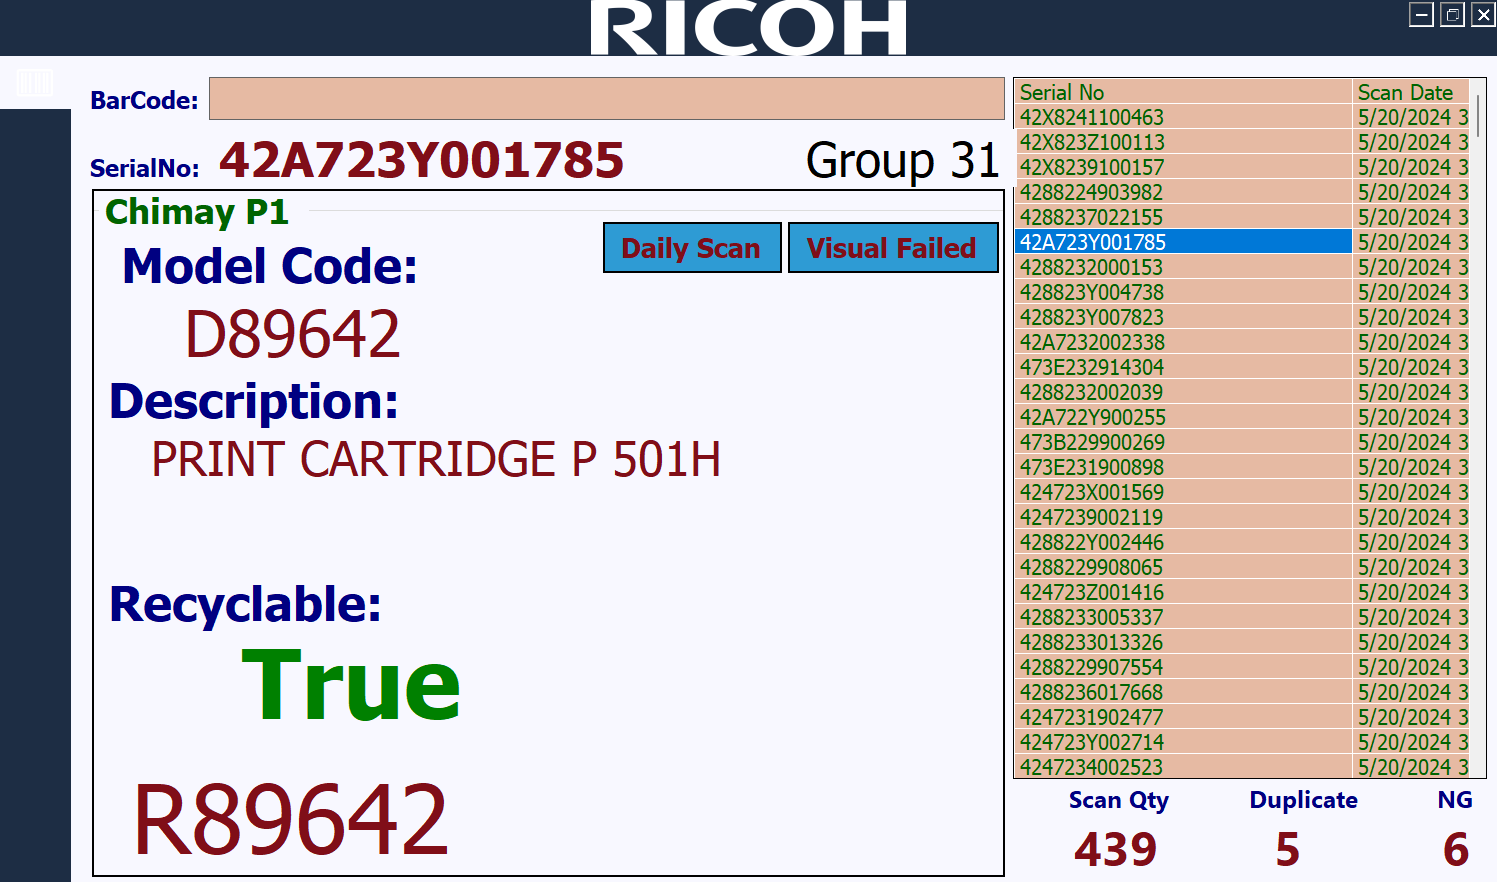 RICOH
BarCode:
SerialNo: 42A723Y001785 Group 31
Chimay P1
Daily Scan Visual Failed
Model Code:
D89642
Description:
PRINT CARTRIDGE P 501H
Recyclable:
True
R89642
Serial No Scan Date
42X8241100463 5/20/2024 3
42X823Z100113 5/20/2024 3
42X8239100157 5/20/2024 3
4288224903982 5/20/2024 3
4288237022155 5/20/2024 3
42A723Y001785 5/20/2024 3
4288232000153 5/20/2024 3
428823Y004738 5/20/2024 3
428823Y007823 5/20/2024 3
42A7232002338 5/20/2024 3
473E232914304 5/20/2024 3
4288232002039 5/20/2024 3
42A722Y900255 5/20/2024 3
473B229900269 5/20/2024 3
473E231900898 5/20/2024 3
424723X001569 5/20/2024 3
4247239002119 5/20/2024 3
428822Y002446 5/20/2024 3
4288229908065 5/20/2024 3
424723Z001416 5/20/2024 3
4288233005337 5/20/2024 3
4288233013326 5/20/2024 3
4288229907554 5/20/2024 3
4288236017668 5/20/2024 3
4247231902477 5/20/2024 3
424723Y002714 5/20/2024 3
4247234002523 5/20/2024 3
Scan Qty Duplicate NG
439 5 6